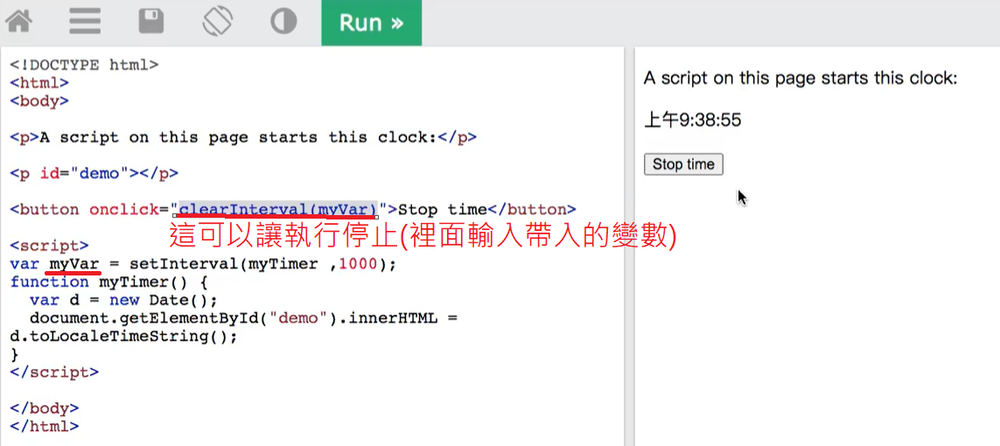 Run »
<!DOCTYPE html>
<html>
<body>
<p>A script on this page starts this clock:</p>
<p id="demo"></p>
<button onclick="clearInterval(myVar)">Stop time</button>
這可以讓執行停止(裡面輸入帶入的變數)
<script>
var myVar = setInterval(myTimer ,1000);
function myTimer() {
  var d = new Date();
  document.getElementById("demo").innerHTML =
d.toLocaleTimeString();
}
</script>
</body>
</html>
A script on this page starts this clock:
上午9:38:55
Stop time